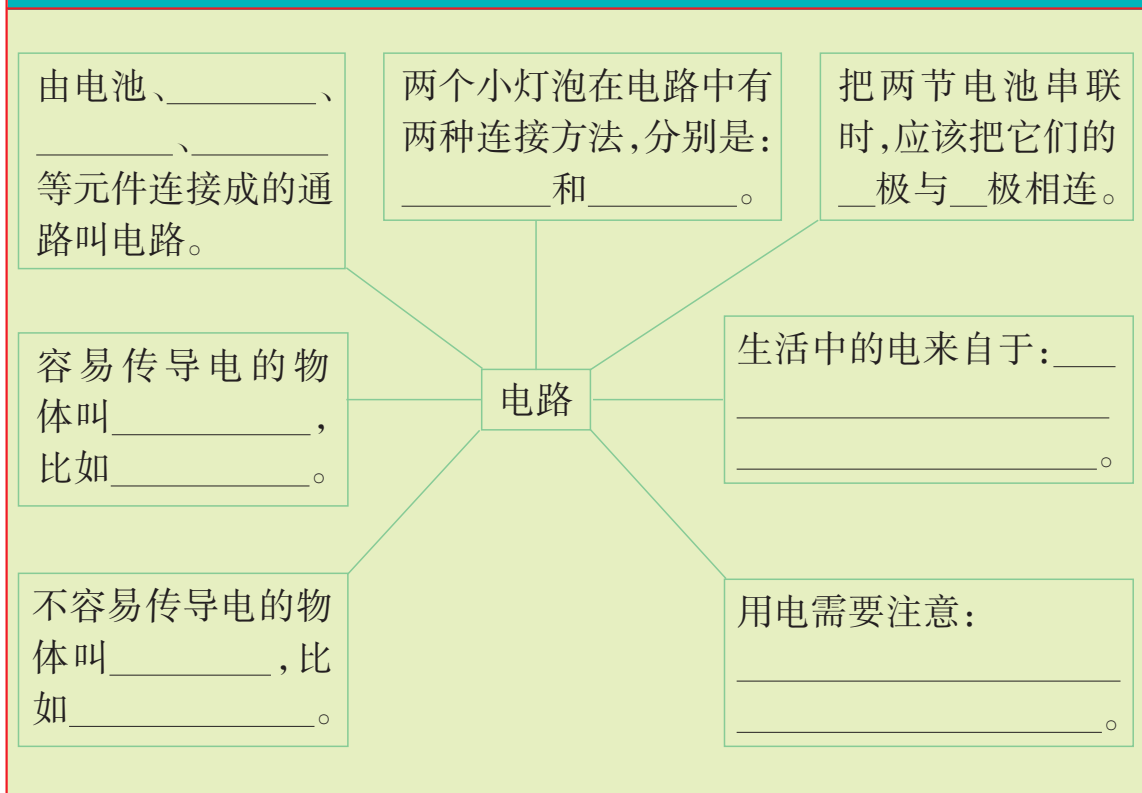 由电池、________、
________、________
等元件连接成的通
路叫电路。
两个小灯泡在电路中有
两种连接方法,分别是:
________和________。
把两节电池串联
时,应该把它们的
__极与__极相连。
容易传导电的物
体叫__________,
比如__________。
电路
生活中的电来自于:____
____________________
____________________。
不容易传导电的物
体叫________,比
如____________。
用电需要注意:
____________________
____________________。